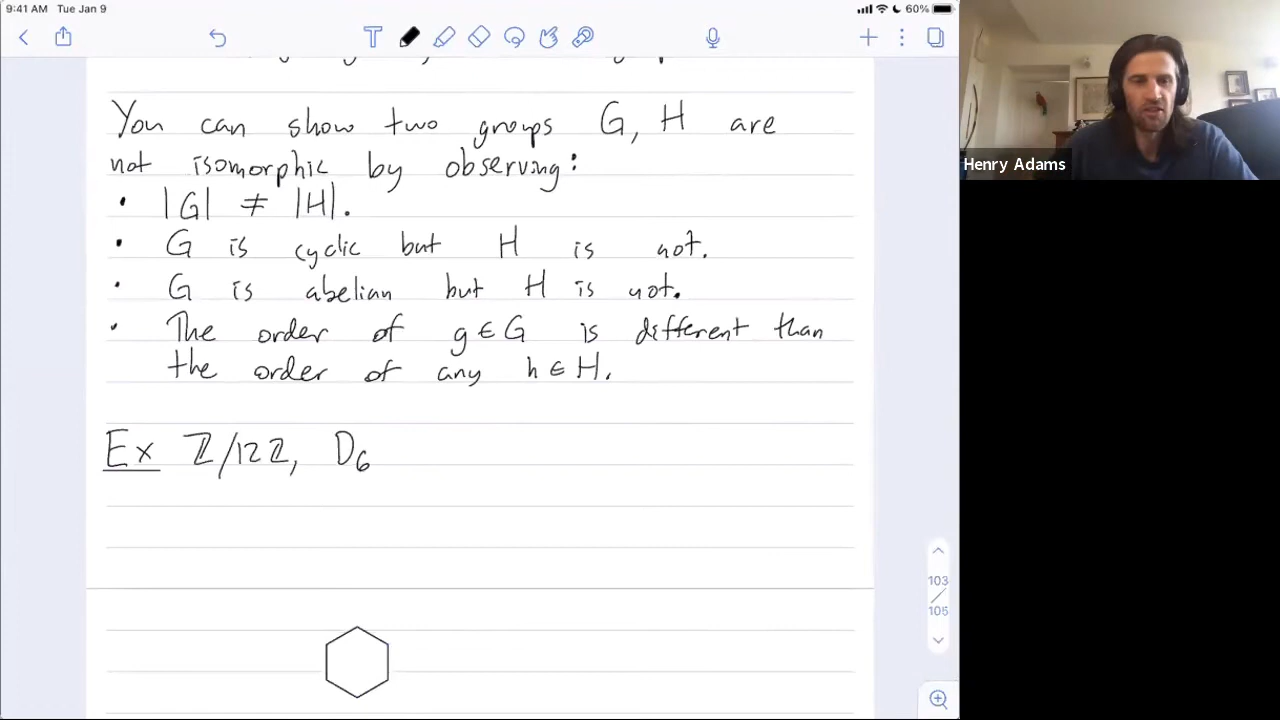 9:41 AM Tue Jan 9
60%
You can show two groups G, H are
not isomorphic by observing:
• |G| ≠ |H|.
• G is cyclic but H is not.
• G is abelian but H is not.
• The order of g ∈ G is different than
the order of any h ∈ H.
Ex ℤ/12ℤ, D₆
103
/
105
Henry Adams